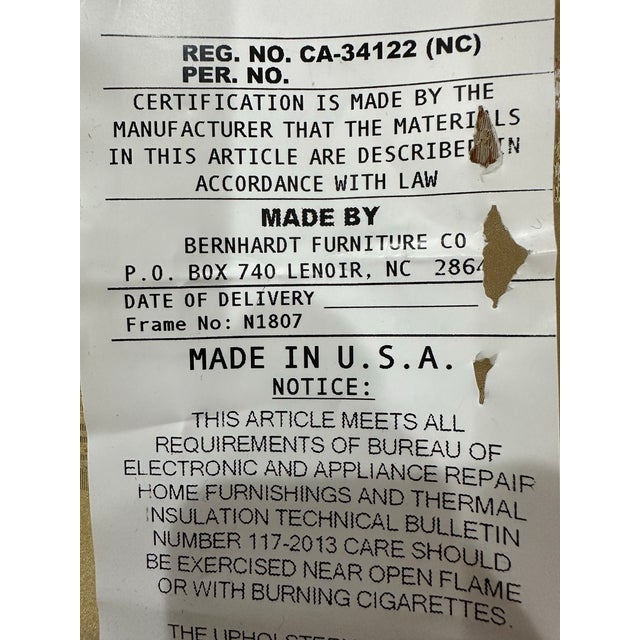 REG. NO. CA-34122 (NC)
PER. NO.
CERTIFICATION IS MADE BY THE
MANUFACTURER THAT THE MATERIALS
IN THIS ARTICLE ARE DESCRIBED IN
ACCORDANCE WITH LAW
MADE BY
BERNHARDT FURNITURE CO
P.O. BOX 740 LENOIR, NC 2864
DATE OF DELIVERY
Frame No: N1807
MADE IN U.S.A.
NOTICE:
THIS ARTICLE MEETS ALL
REQUIREMENTS OF BUREAU OF
ELECTRONIC AND APPLIANCE REPAIR
HOME FURNISHINGS AND THERMAL
INSULATION TECHNICAL BULLETIN
NUMBER 117-2013 CARE SHOULD
BE EXERCISED NEAR OPEN FLAME
OR WITH BURNING CIGARETTES.
THE